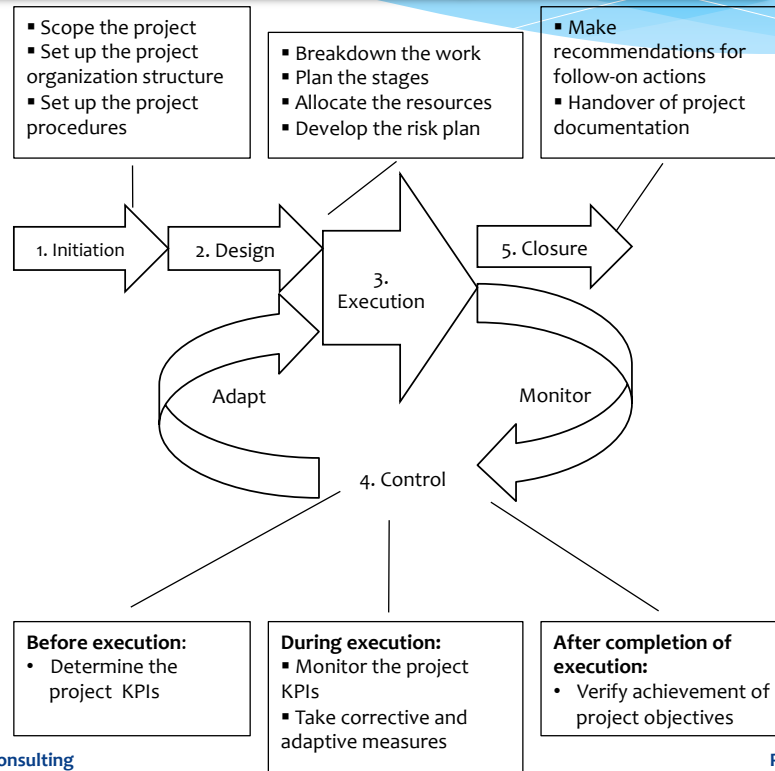 ▪ Scope the project
▪ Set up the project
organization structure
▪ Set up the project
procedures
▪ Breakdown the work
▪ Plan the stages
▪ Allocate the resources
▪ Develop the risk plan
▪ Make
recommendations for
follow-on actions
▪ Handover of project
documentation
1. Initiation
2. Design
3.
Execution
5. Closure
Adapt
Monitor
4. Control
Before execution:
• Determine the
project KPIs
During execution:
▪ Monitor the project
KPIs
▪ Take corrective and
adaptive measures
After completion of
execution:
• Verify achievement of
project objectives
onsulting